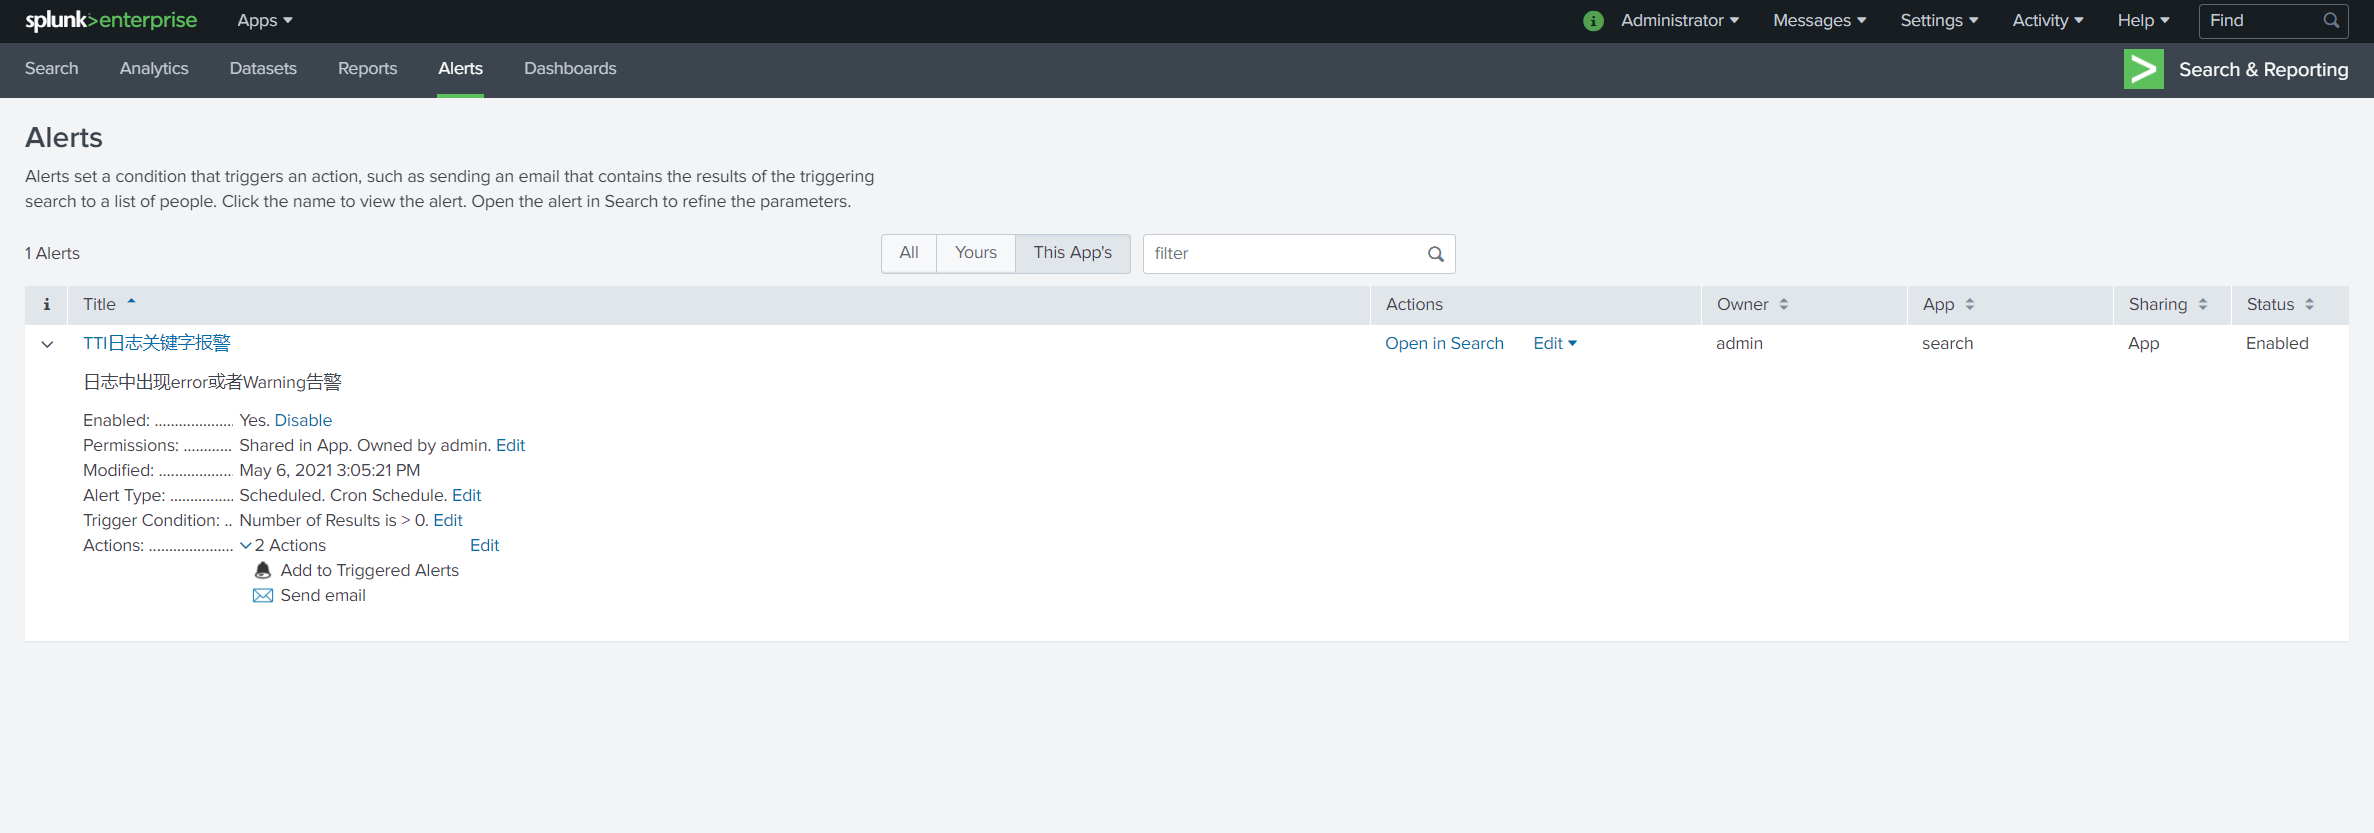 splunk>enterprise Apps Administrator Messages Settings Activity Help Find
Search Analytics Datasets Reports Alerts Dashboards Search & Reporting
Alerts
Alerts set a condition that triggers an action, such as sending an email that contains the results of the triggering
search to a list of people. Click the name to view the alert. Open the alert in Search to refine the parameters.
1 Alerts All Yours This App's filter
i Title Actions Owner App Sharing Status
TTI日志关键字报警 Open in Search Edit admin search App Enabled
日志中出现error或者Warning告警
Enabled: ................... Yes. Disable
Permissions: ............ Shared in App. Owned by admin. Edit
Modified: .................. May 6, 2021 3:05:21 PM
Alert Type: ................ Scheduled. Cron Schedule. Edit
Trigger Condition: .. Number of Results is > 0. Edit
Actions: ..................... 2 Actions Edit
Add to Triggered Alerts
Send email